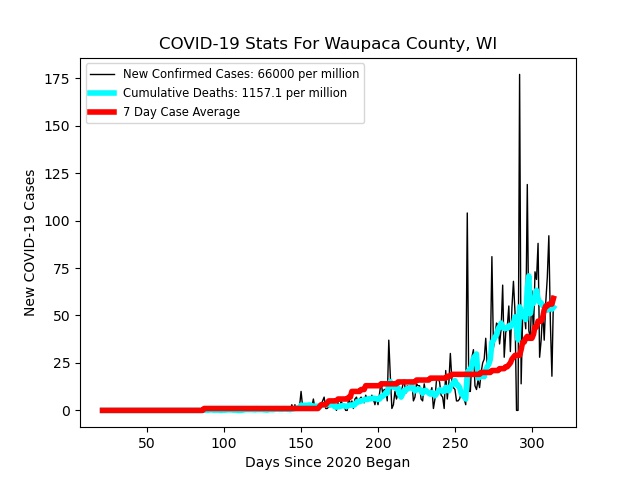 COVID-19 Stats For Waupaca County, WI
New Confirmed Cases: 66000 per million
Cumulative Deaths: 1157.1 per million
7 Day Case Average
New COVID-19 Cases
175
150
125
100
75
50
25
0
50 100 150 200 250 300
Days Since 2020 Began